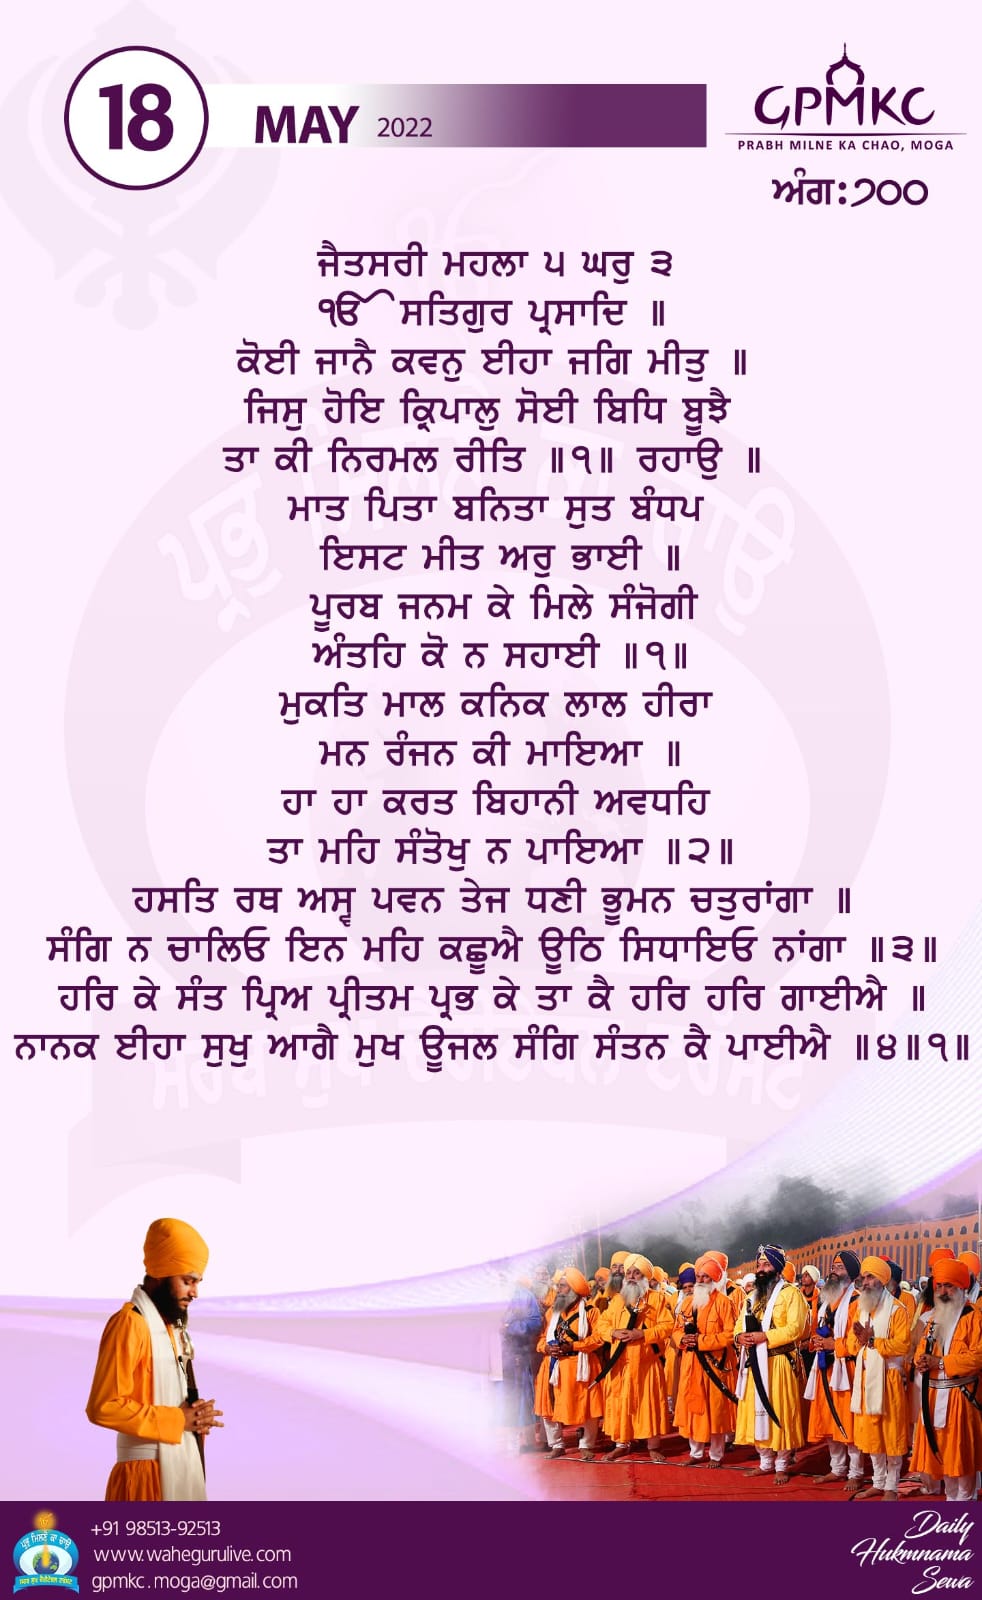 18
MAY 2022
GPMKC
PRABH MILNE KA CHAO, MOGA
ਅੰਗ:੭੦੦
ਜੈਤਸਰੀ ਮਹਲਾ ੫ ਘਰੁ ੩
ੴ ਸਤਿਗੁਰ ਪ੍ਰਸਾਦਿ ॥
ਕੋਈ ਜਾਨੈ ਕਵਨੁ ਈਹਾ ਜਗਿ ਮੀਤੁ ॥
ਜਿਸੁ ਹੋਇ ਕ੍ਰਿਪਾਲੁ ਸੋਈ ਬਿਧਿ ਬੂਝੈ
ਤਾ ਕੀ ਨਿਰਮਲ ਰੀਤਿ ॥੧॥ ਰਹਾਉ ॥
ਮਾਤ ਪਿਤਾ ਬਨਿਤਾ ਸੁਤ ਬੰਧਪ
ਇਸਟ ਮੀਤ ਅਰੁ ਭਾਈ ॥
ਪੂਰਬ ਜਨਮ ਕੇ ਮਿਲੇ ਸੰਜੋਗੀ
ਅੰਤਹਿ ਕੋ ਨ ਸਹਾਈ ॥੧॥
ਮੁਕਤਿ ਮਾਲ ਕਨਿਕ ਲਾਲ ਹੀਰਾ
ਮਨ ਰੰਜਨ ਕੀ ਮਾਇਆ ॥
ਹਾ ਹਾ ਕਰਤ ਬਿਹਾਨੀ ਅਵਧਹਿ
ਤਾ ਮਹਿ ਸੰਤੋਖੁ ਨ ਪਾਇਆ ॥੨॥
ਹਸਤਿ ਰਥ ਅਸ੍ਵ ਪਵਨ ਤੇਜ ਧਣੀ ਭੂਮਨ ਚਤੁਰਾਂਗਾ ॥
ਸੰਗਿ ਨ ਚਾਲਿਓ ਇਨ ਮਹਿ ਕਛੂਐ ਊਠਿ ਸਿਧਾਇਓ ਨਾਂਗਾ ॥੩॥
ਹਰਿ ਕੇ ਸੰਤ ਪ੍ਰਿਅ ਪ੍ਰੀਤਮ ਪ੍ਰਭ ਕੇ ਤਾ ਕੈ ਹਰਿ ਹਰਿ ਗਾਈਐ ॥
ਨਾਨਕ ਈਹਾ ਸੁਖੁ ਆਗੈ ਮੁਖ ਊਜਲ ਸੰਗਿ ਸੰਤਨ ਕੈ ਪਾਈਐ ॥੪॥੧॥
ਪ੍ਰਭੂ ਮਿਲਨੇ ਕਾ ਚਾਉ
+91 98513-92513
www.wahegurulive.com
gpmkc.moga@gmail.com
Daily
Hukmnama
Sewa